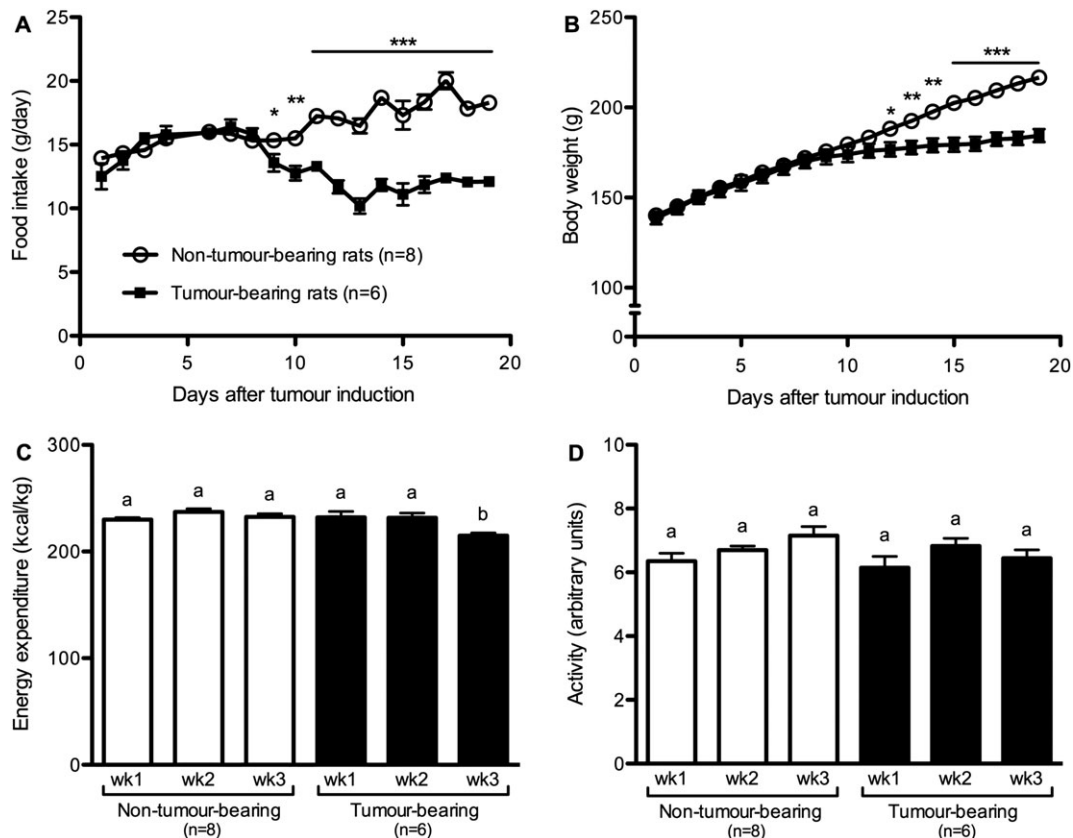 A
Food intake (g/day)
25
20
15
10
5
0
***
*
**
Non-tumour-bearing rats (n=8)
Tumour-bearing rats (n=6)
0 5 10 15 20
Days after tumour induction
B
Body weight (g)
250
200
150
100
0
***
**
**
*
0 5 10 15 20
Days after tumour induction
C
Energy expenditure (kcal/kg)
300
200
100
0
a a a a a b
wk1 wk2 wk3 wk1 wk2 wk3
Non-tumour-bearing Tumour-bearing
(n=8) (n=6)
D
Activity (arbitrary units)
10
8
6
4
2
0
a a a a a a
wk1 wk2 wk3 wk1 wk2 wk3
Non-tumour-bearing Tumour-bearing
(n=8) (n=6)